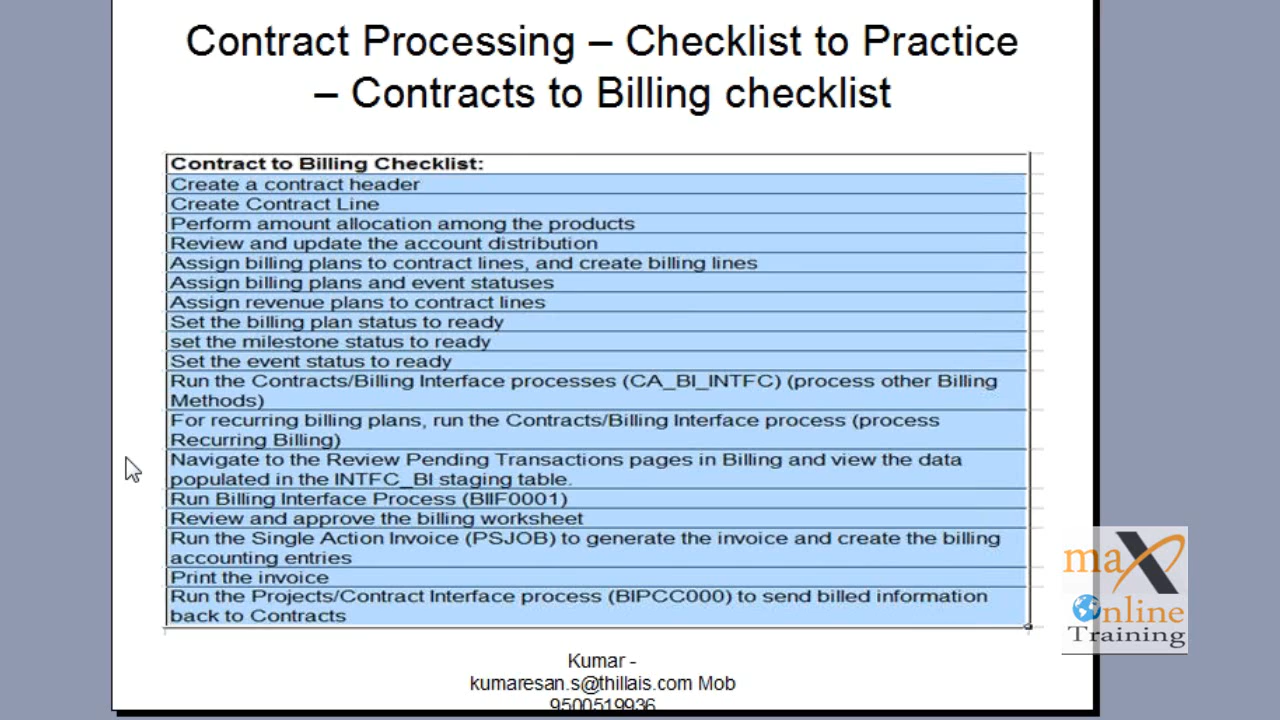 Contract Processing – Checklist to Practice
– Contracts to Billing checklist
Contract to Billing Checklist:
Create a contract header
Create Contract Line
Perform amount allocation among the products
Review and update the account distribution
Assign billing plans to contract lines, and create billing lines
Assign billing plans and event statuses
Assign revenue plans to contract lines
Set the billing plan status to ready
set the milestone status to ready
Set the event status to ready
Run the Contracts/Billing Interface processes (CA_BI_INTFC) (process other Billing
Methods)
For recurring billing plans, run the Contracts/Billing Interface process (process
Recurring Billing)
Navigate to the Review Pending Transactions pages in Billing and view the data
populated in the INTFC_BI staging table.
Run Billing Interface Process (BIIF0001)
Review and approve the billing worksheet
Run the Single Action Invoice (PSJOB) to generate the invoice and create the billing
accounting entries
Print the invoice
Run the Projects/Contract Interface process (BIPCC000) to send billed information
back to Contracts
Kumar -
kumaresan.s@thillais.com Mob
9500519936
maX
Online
Training